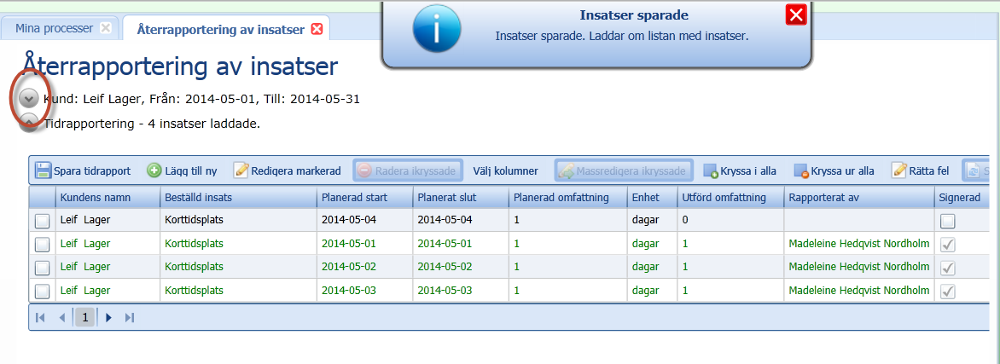 Insatser sparade
Insatser sparade. Laddar om listan med insatser.
Mina processer
Återrapportering av insatser
Återrapportering av insatser
Kund: Leif Lager, Från: 2014-05-01, Till: 2014-05-31
Tidrapportering - 4 insatser laddade.
Spara tidrapport Lägg till ny Redigera markerad Radera ikryssade Välj kolumner Massredigera ikryssade Kryssa i alla Kryssa ur alla Rätta fel S
Kundens namn Beställd insats Planerad start Planerat slut Planerad omfattning Enhet Utförd omfattning Rapporterat av Signerad
Leif Lager Korttidsplats 2014-05-04 2014-05-04 1 dagar 0
Leif Lager Korttidsplats 2014-05-01 2014-05-01 1 dagar 1 Madeleine Hedqvist Nordholm
Leif Lager Korttidsplats 2014-05-02 2014-05-02 1 dagar 1 Madeleine Hedqvist Nordholm
Leif Lager Korttidsplats 2014-05-03 2014-05-03 1 dagar 1 Madeleine Hedqvist Nordholm
1